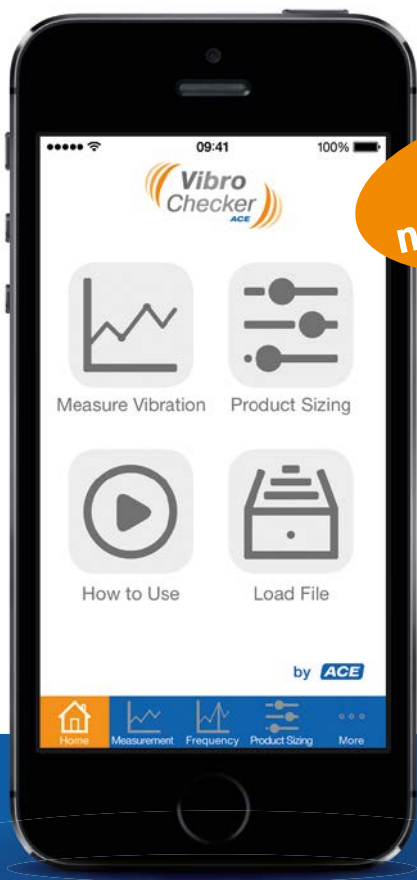 09:41
100%
Vibro
Checker
ACE
Measure Vibration
Product Sizing
How to Use
Load File
by ACE
Home
Measurement
Frequency
Product Sizing
More